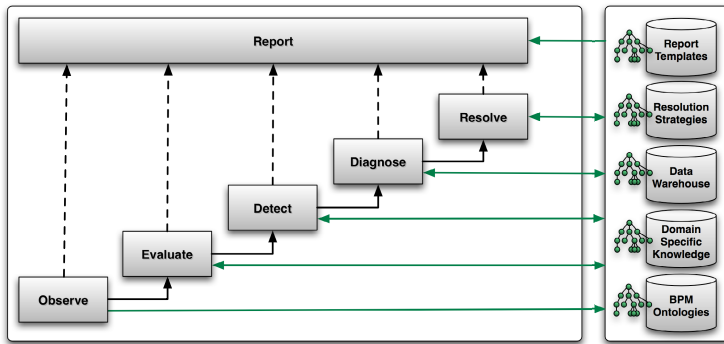 Report
Resolve
Diagnose
Detect
Evaluate
Observe
Report
Templates
Resolution
Strategies
Data
Warehouse
Domain
Specific
Knowledge
BPM
Ontologies